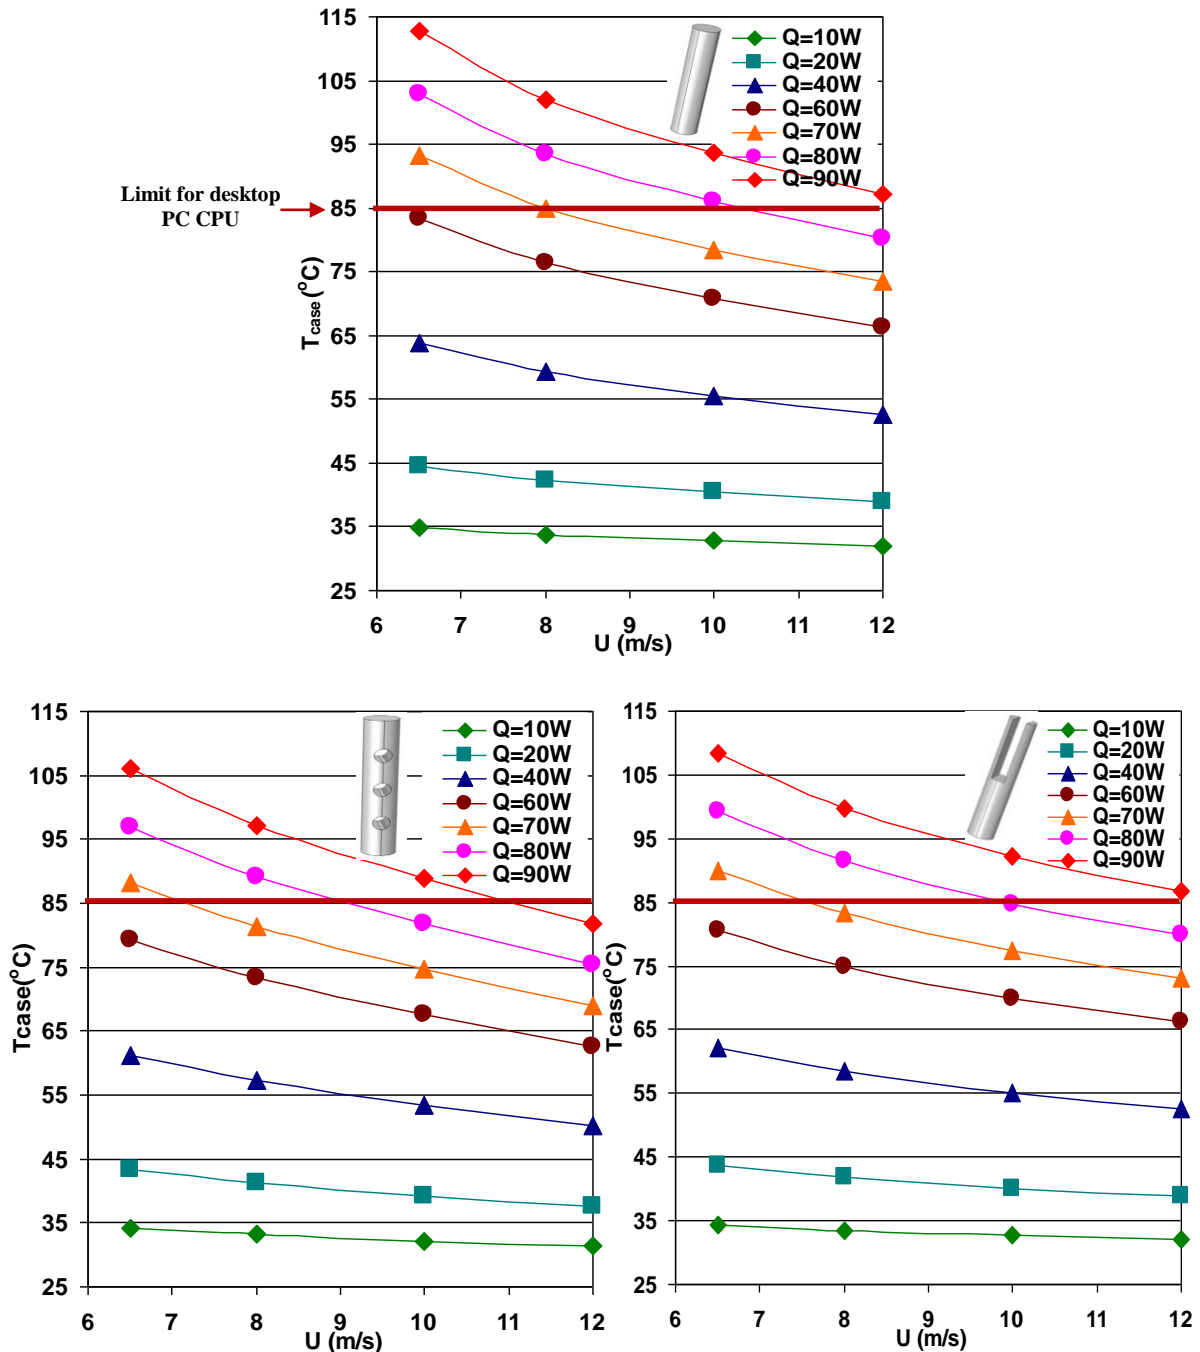 115
105
95
85
75
65
55
45
35
25
Limit for desktop
PC CPU
Tcase (°C)
Q=10W
Q=20W
Q=40W
Q=60W
Q=70W
Q=80W
Q=90W
6 7 8 9 10 11 12
U (m/s)
115
105
95
85
75
65
55
45
35
25
Tcase(°C)
Q=10W
Q=20W
Q=40W
Q=60W
Q=70W
Q=80W
Q=90W
6 7 8 9 10 11 12
U (m/s)
115
105
95
85
75
65
55
45
35
25
Tcase(°C)
Q=10W
Q=20W
Q=40W
Q=60W
Q=70W
Q=80W
Q=90W
6 7 8 9 10 11 12
U (m/s)